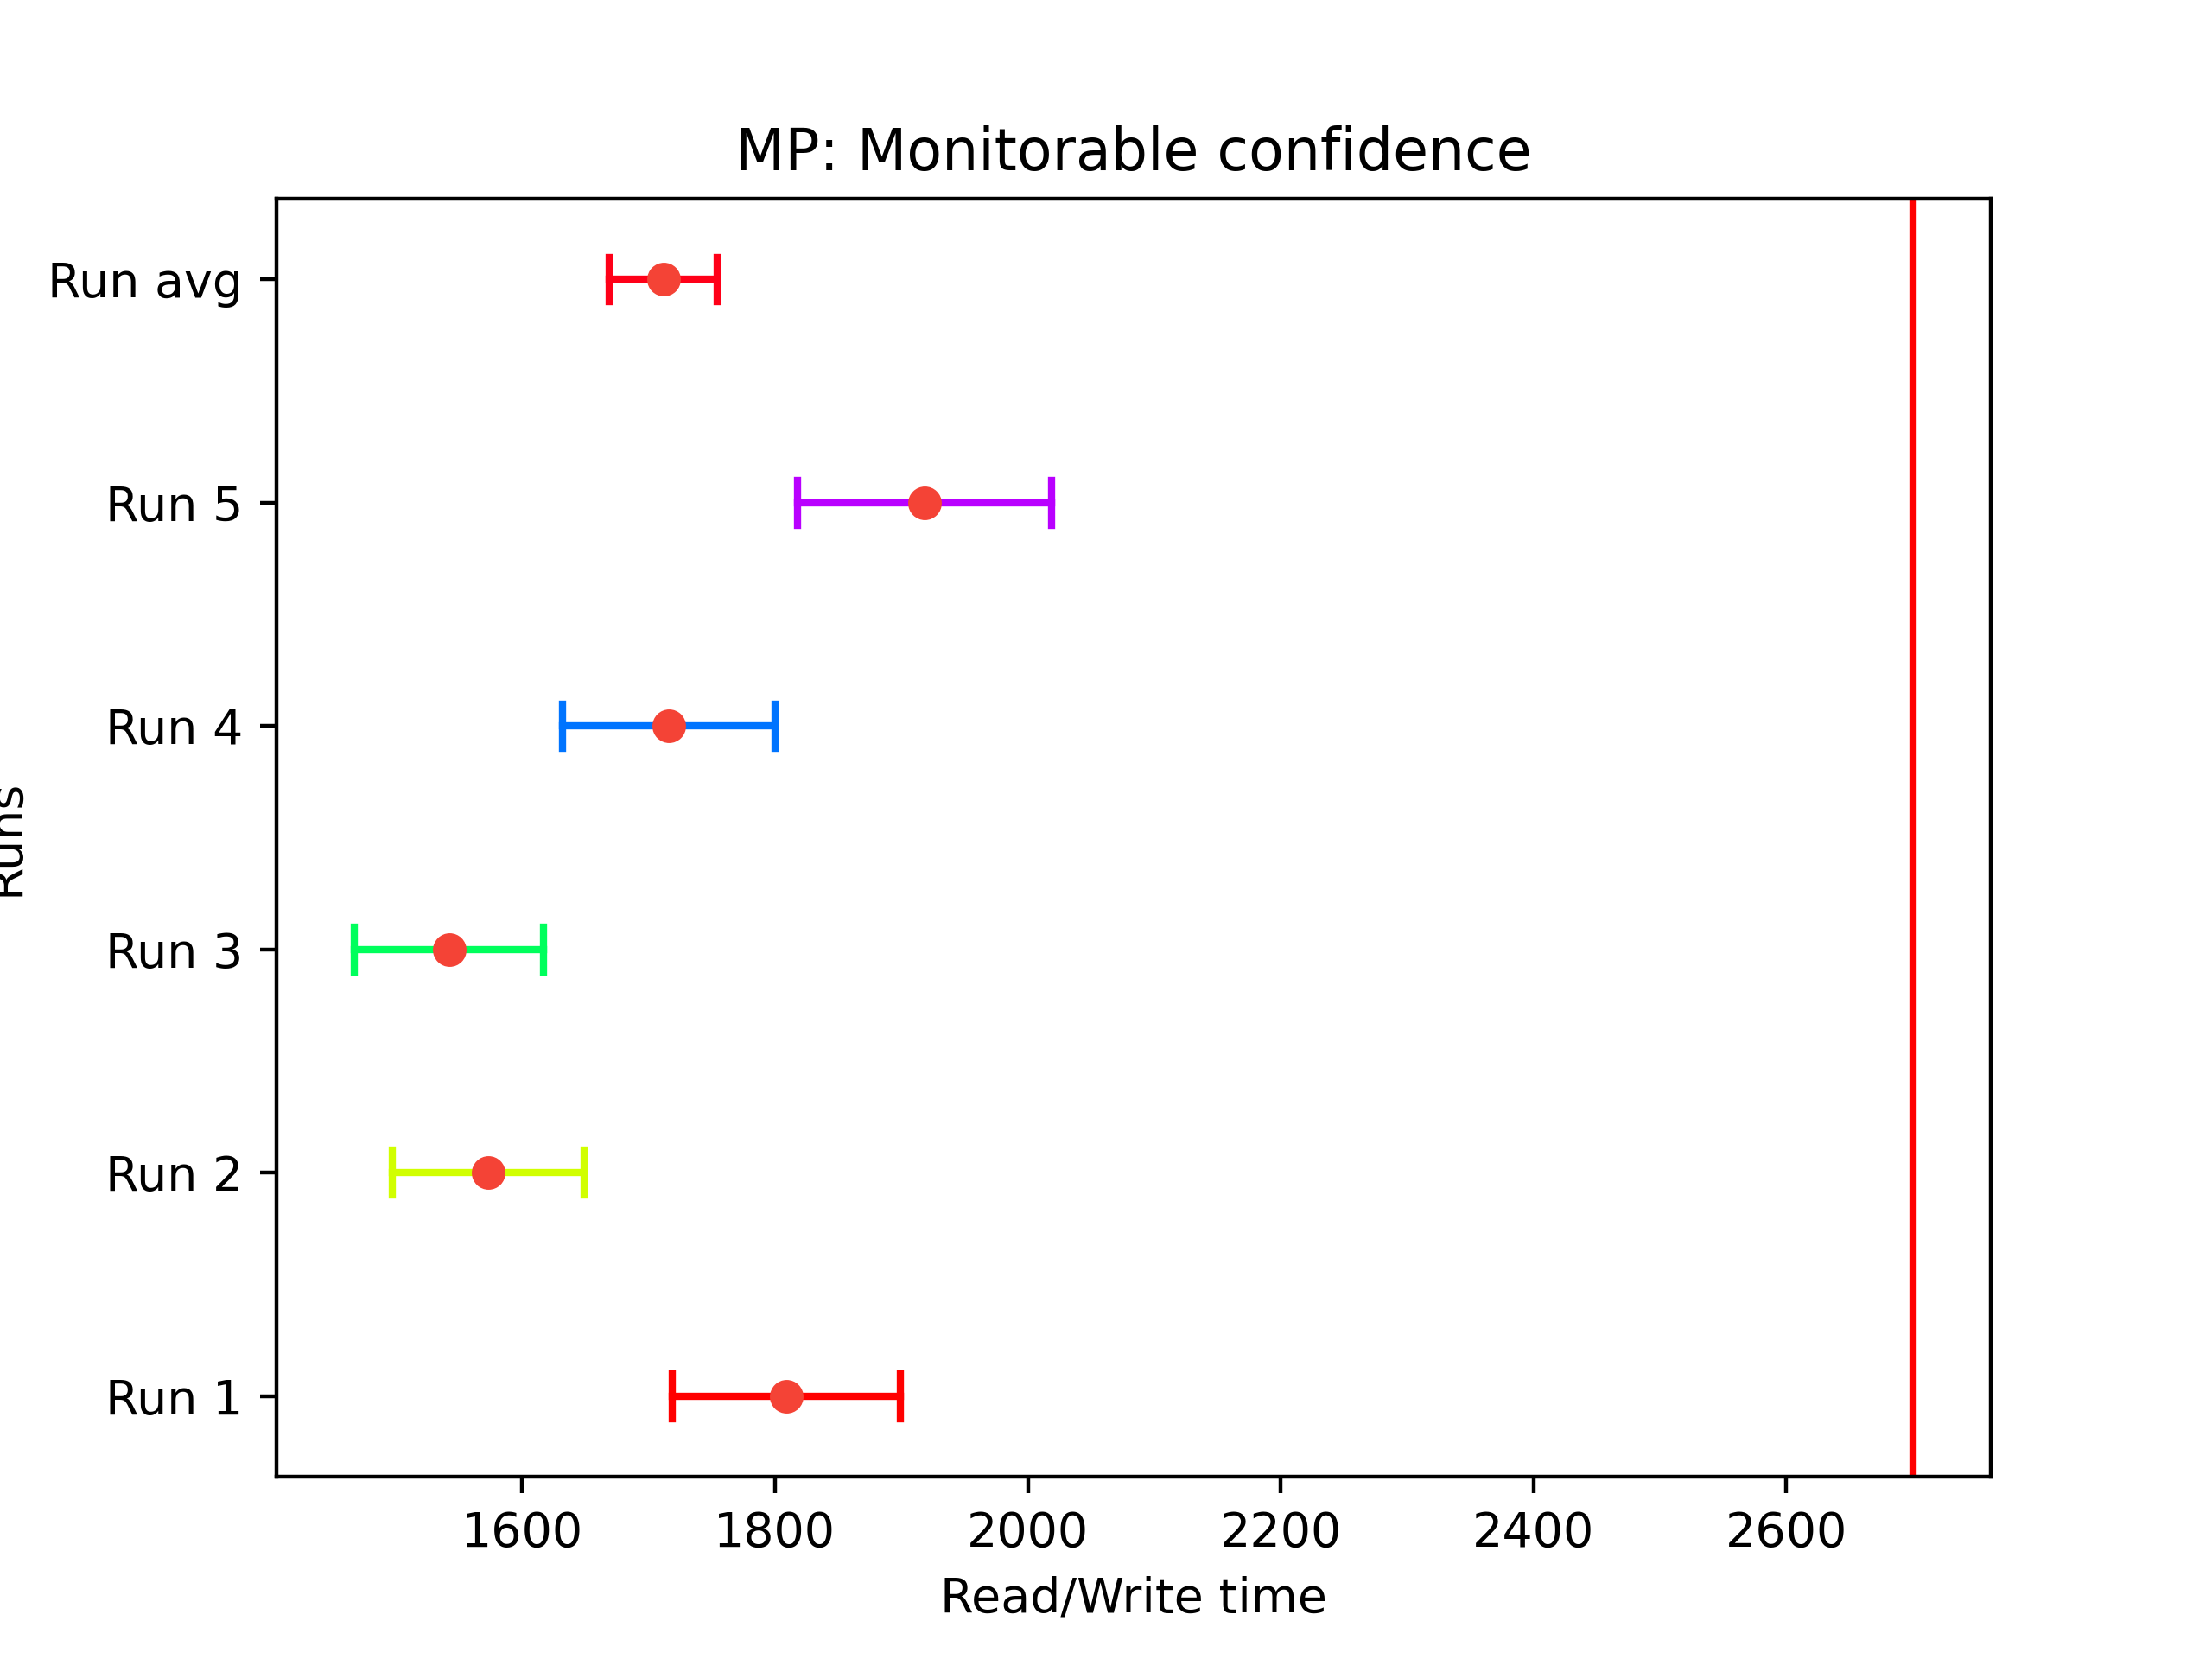 MP: Monitorable confidence
Run avg
Run 5
Run 4
Runs
Run 3
Run 2
Run 1
1600 1800 2000 2200 2400 2600
Read/Write time